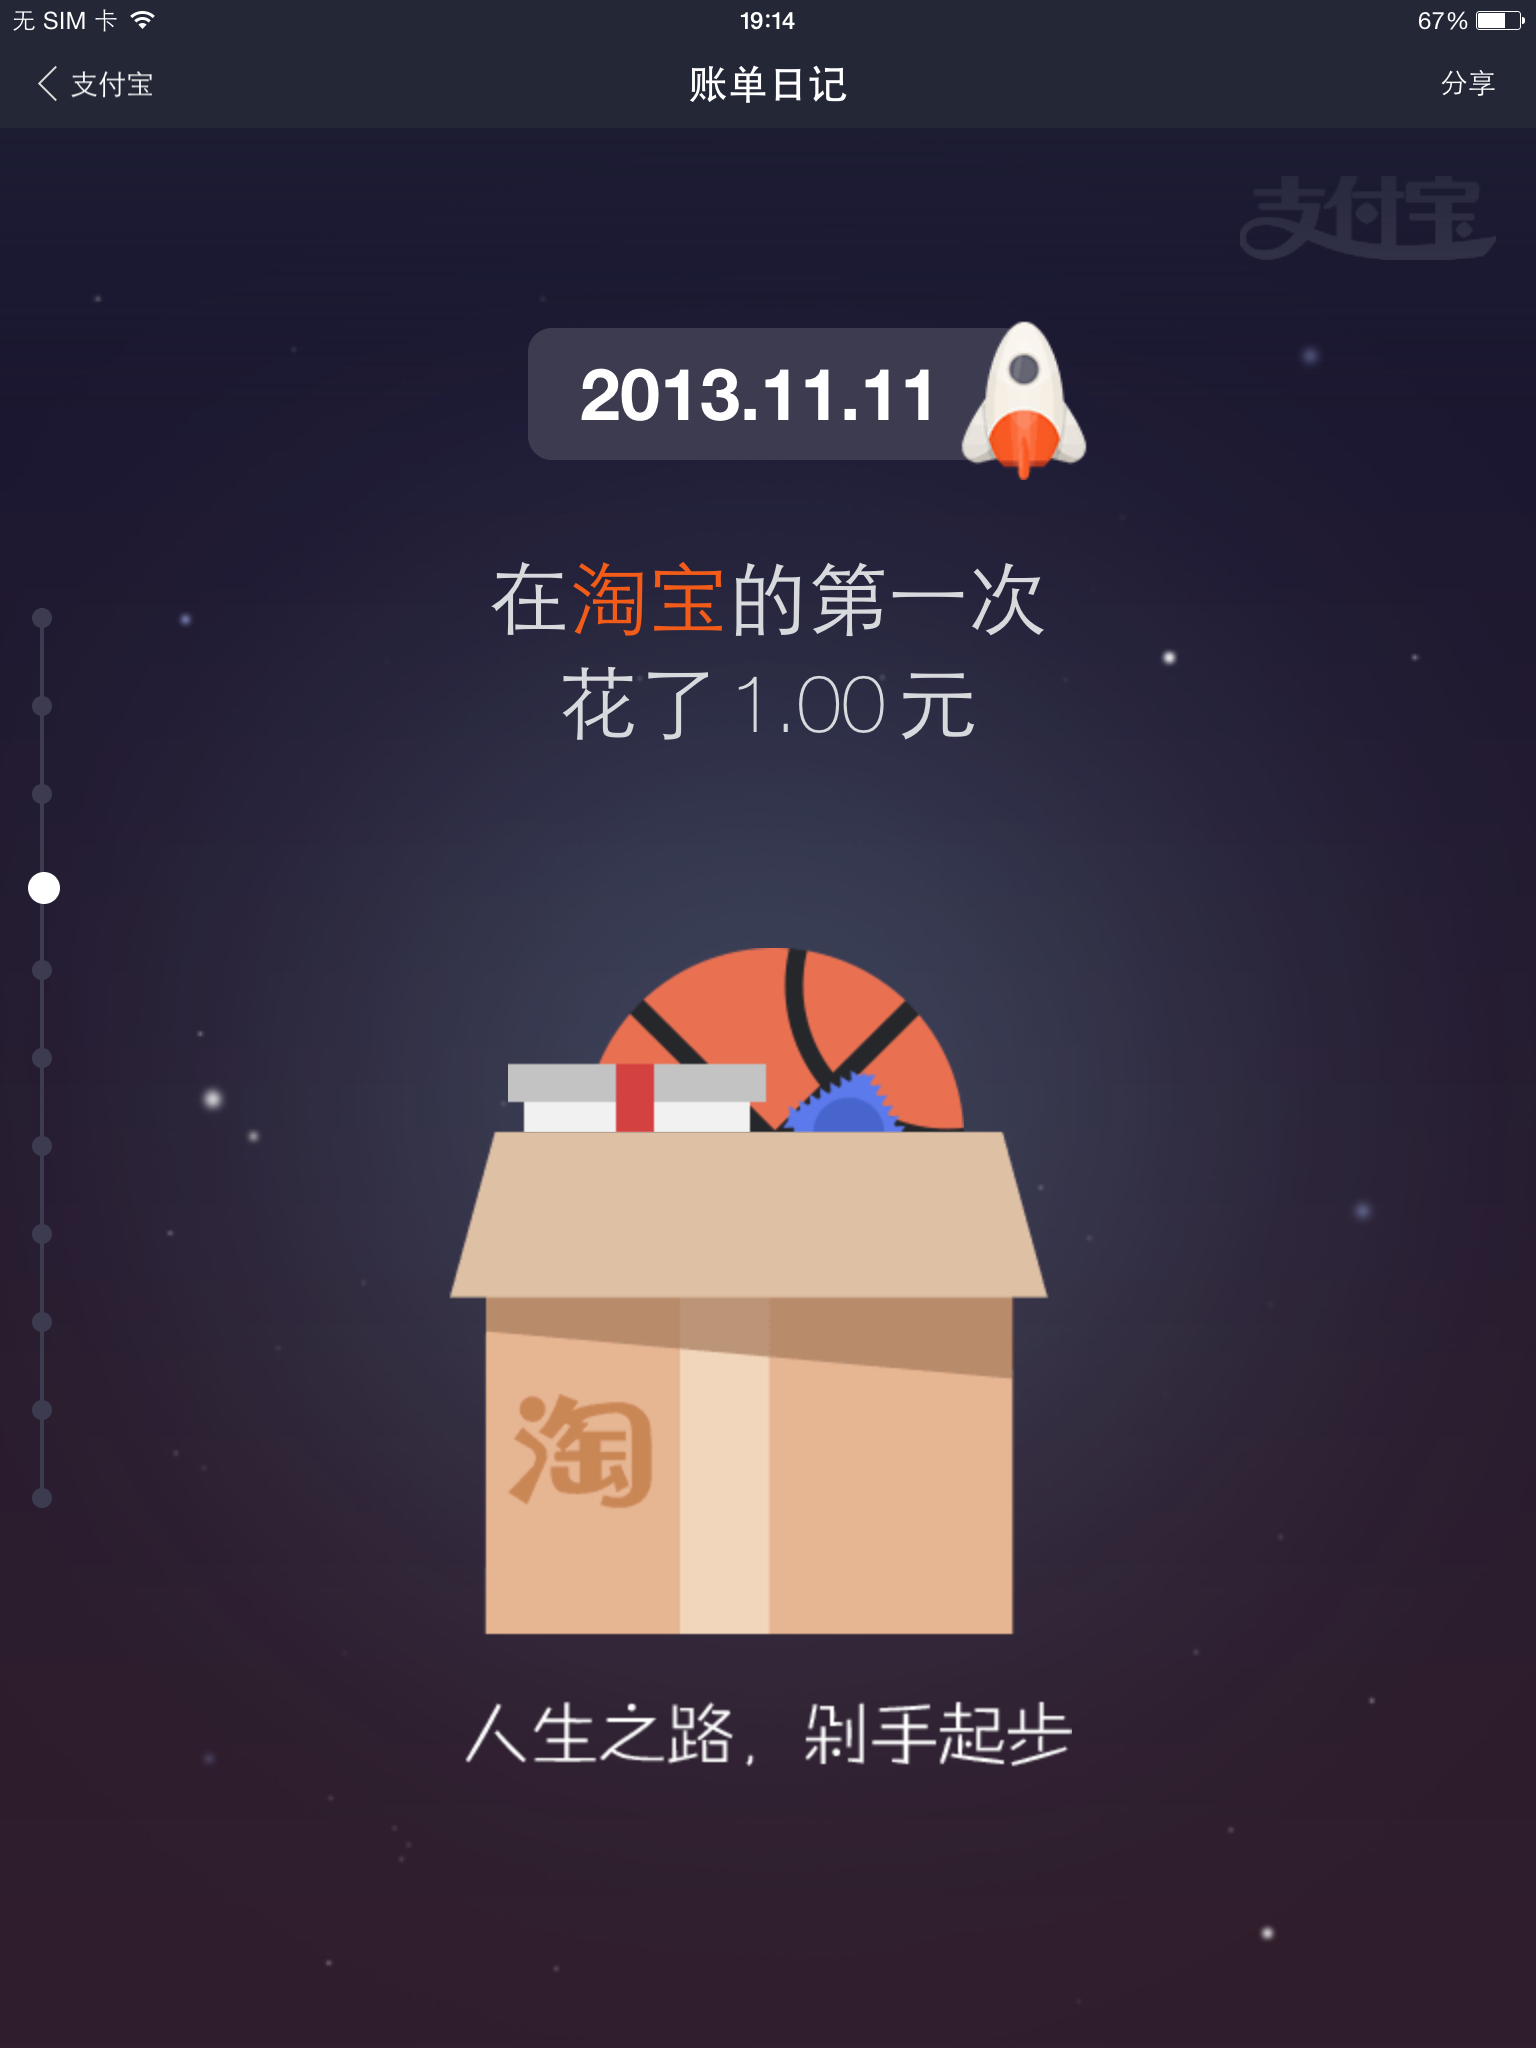 无 SIM 卡
19:14
67%
支付宝
账单日记
分享
支付宝
2013.11.11
在淘宝的第一次
花了1.00元
淘
人生之路，剁手起步